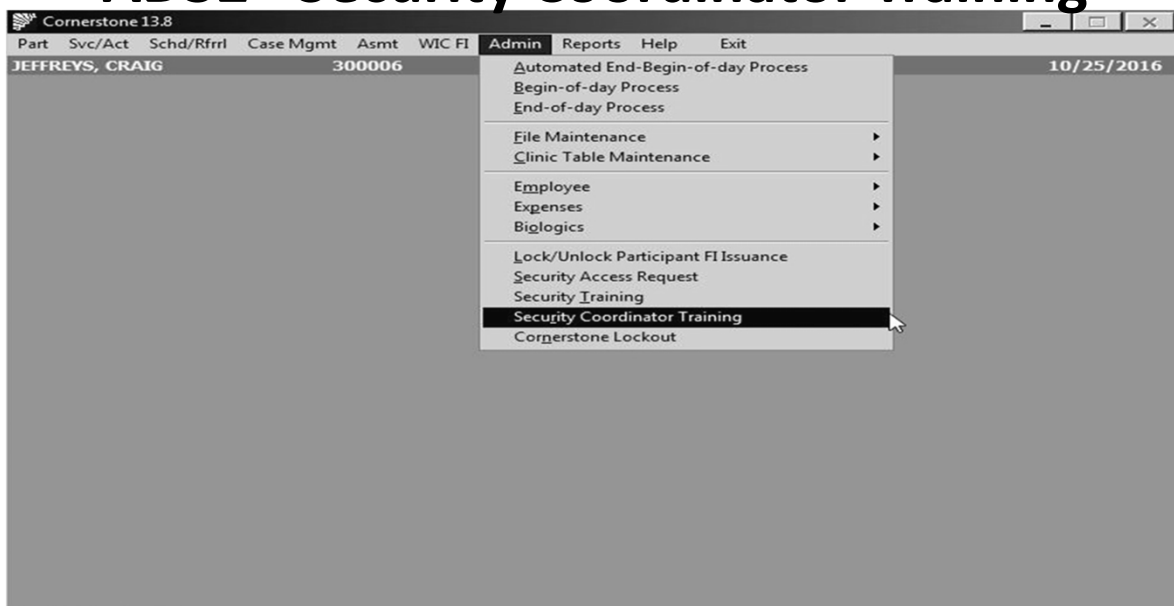 Security Coordinator Training
Cornerstone 13.8
Part Svc/Act Schd/Rfrrl Case Mgmt Asmt WIC FI Admin Reports Help Exit
JEFFREYS, CRAIG 300006 10/25/2016
Automated End-Begin-of-day Process
Begin-of-day Process
End-of-day Process
File Maintenance
Clinic Table Maintenance
Employee
Expenses
Biologics
Lock/Unlock Participant FI Issuance
Security Access Request
Security Training
Security Coordinator Training
Cornerstone Lockout